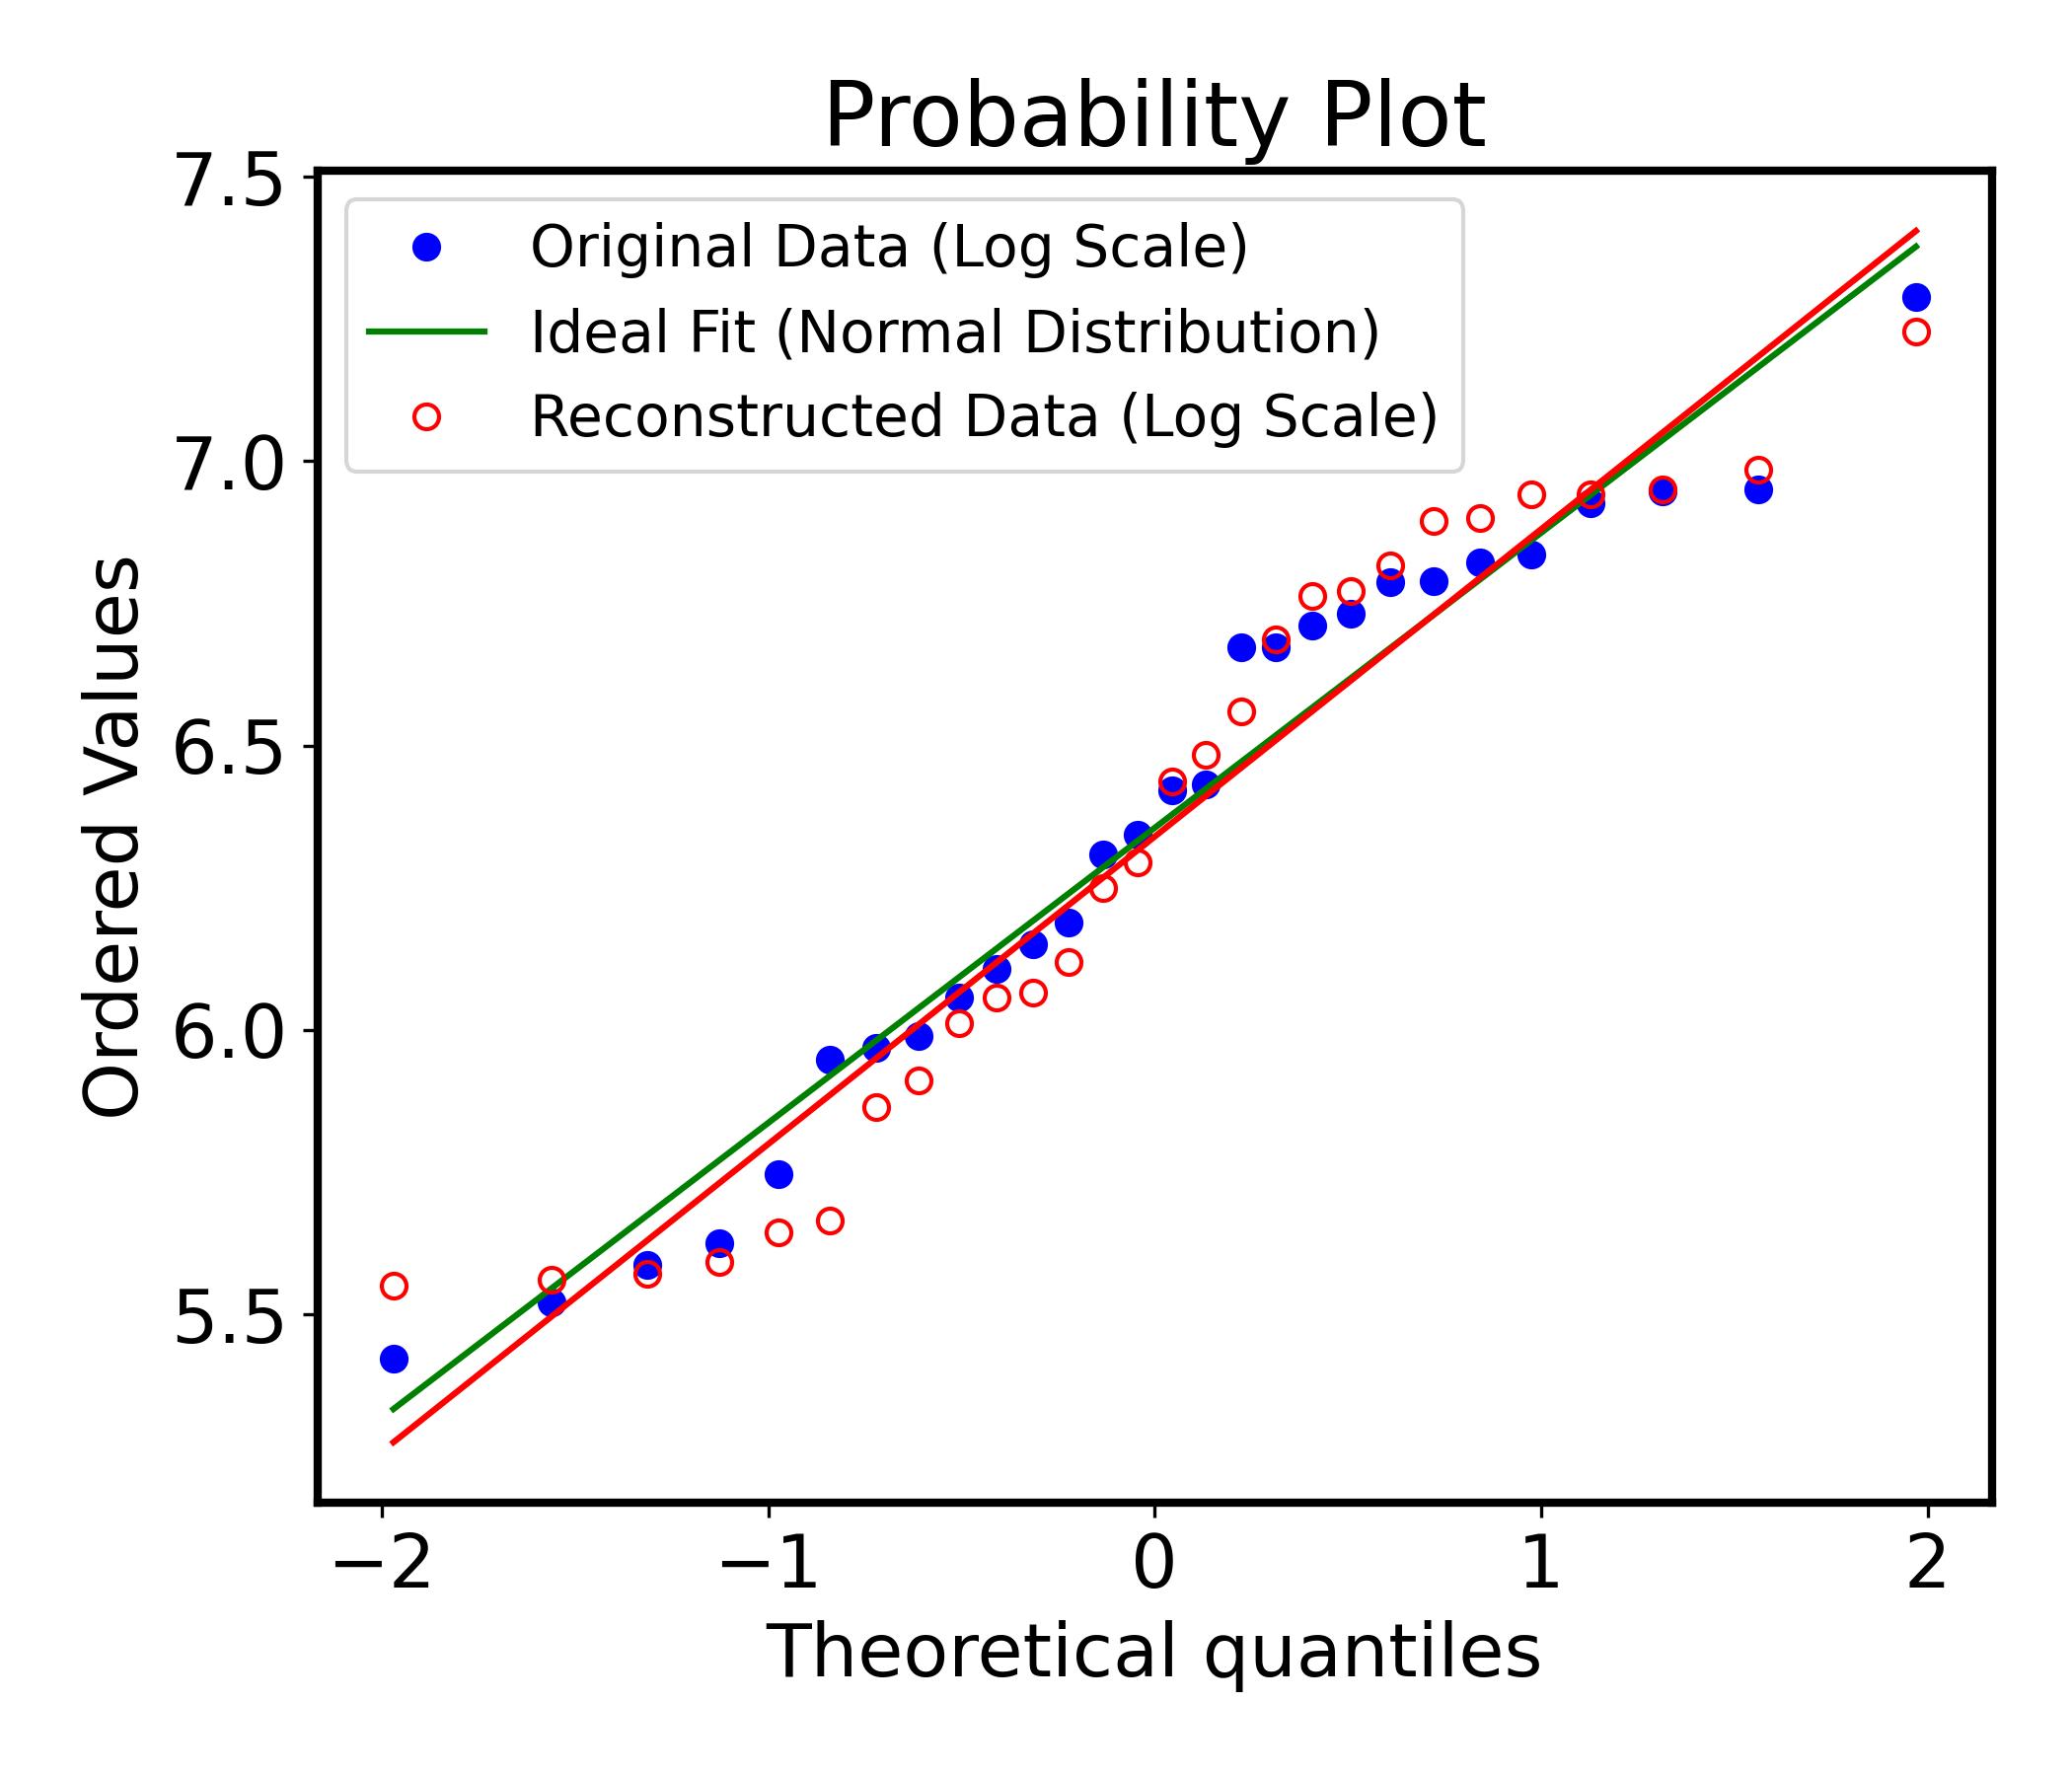 Probability Plot
Original Data (Log Scale)
Ideal Fit (Normal Distribution)
Reconstructed Data (Log Scale)
Ordered Values
7.5
7.0
6.5
6.0
5.5
−2
−1
0
1
2
Theoretical quantiles